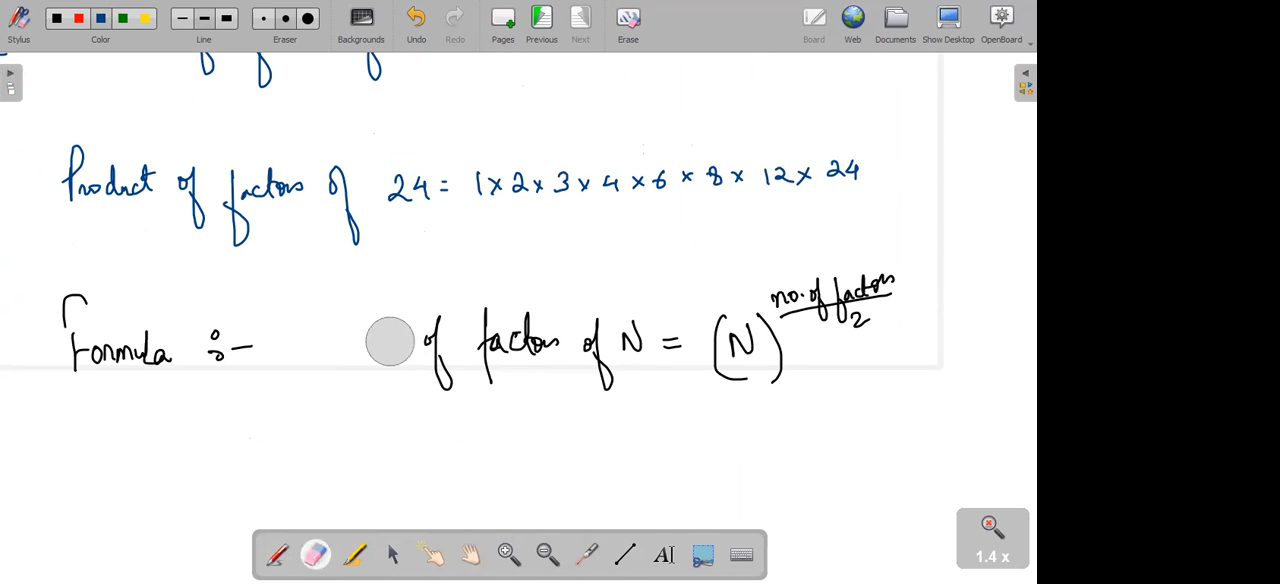 Stylus Color Line Eraser Backgrounds Undo Redo Pages Previous Next Erase Board Web Documents Show Desktop OpenBoard
Product of factors of 24 = 1 × 2 × 3 × 4 × 6 × 8 × 12 × 24
Formula :- of factors of N = (N)^(no. of factors / 2)
AI
1.4 x